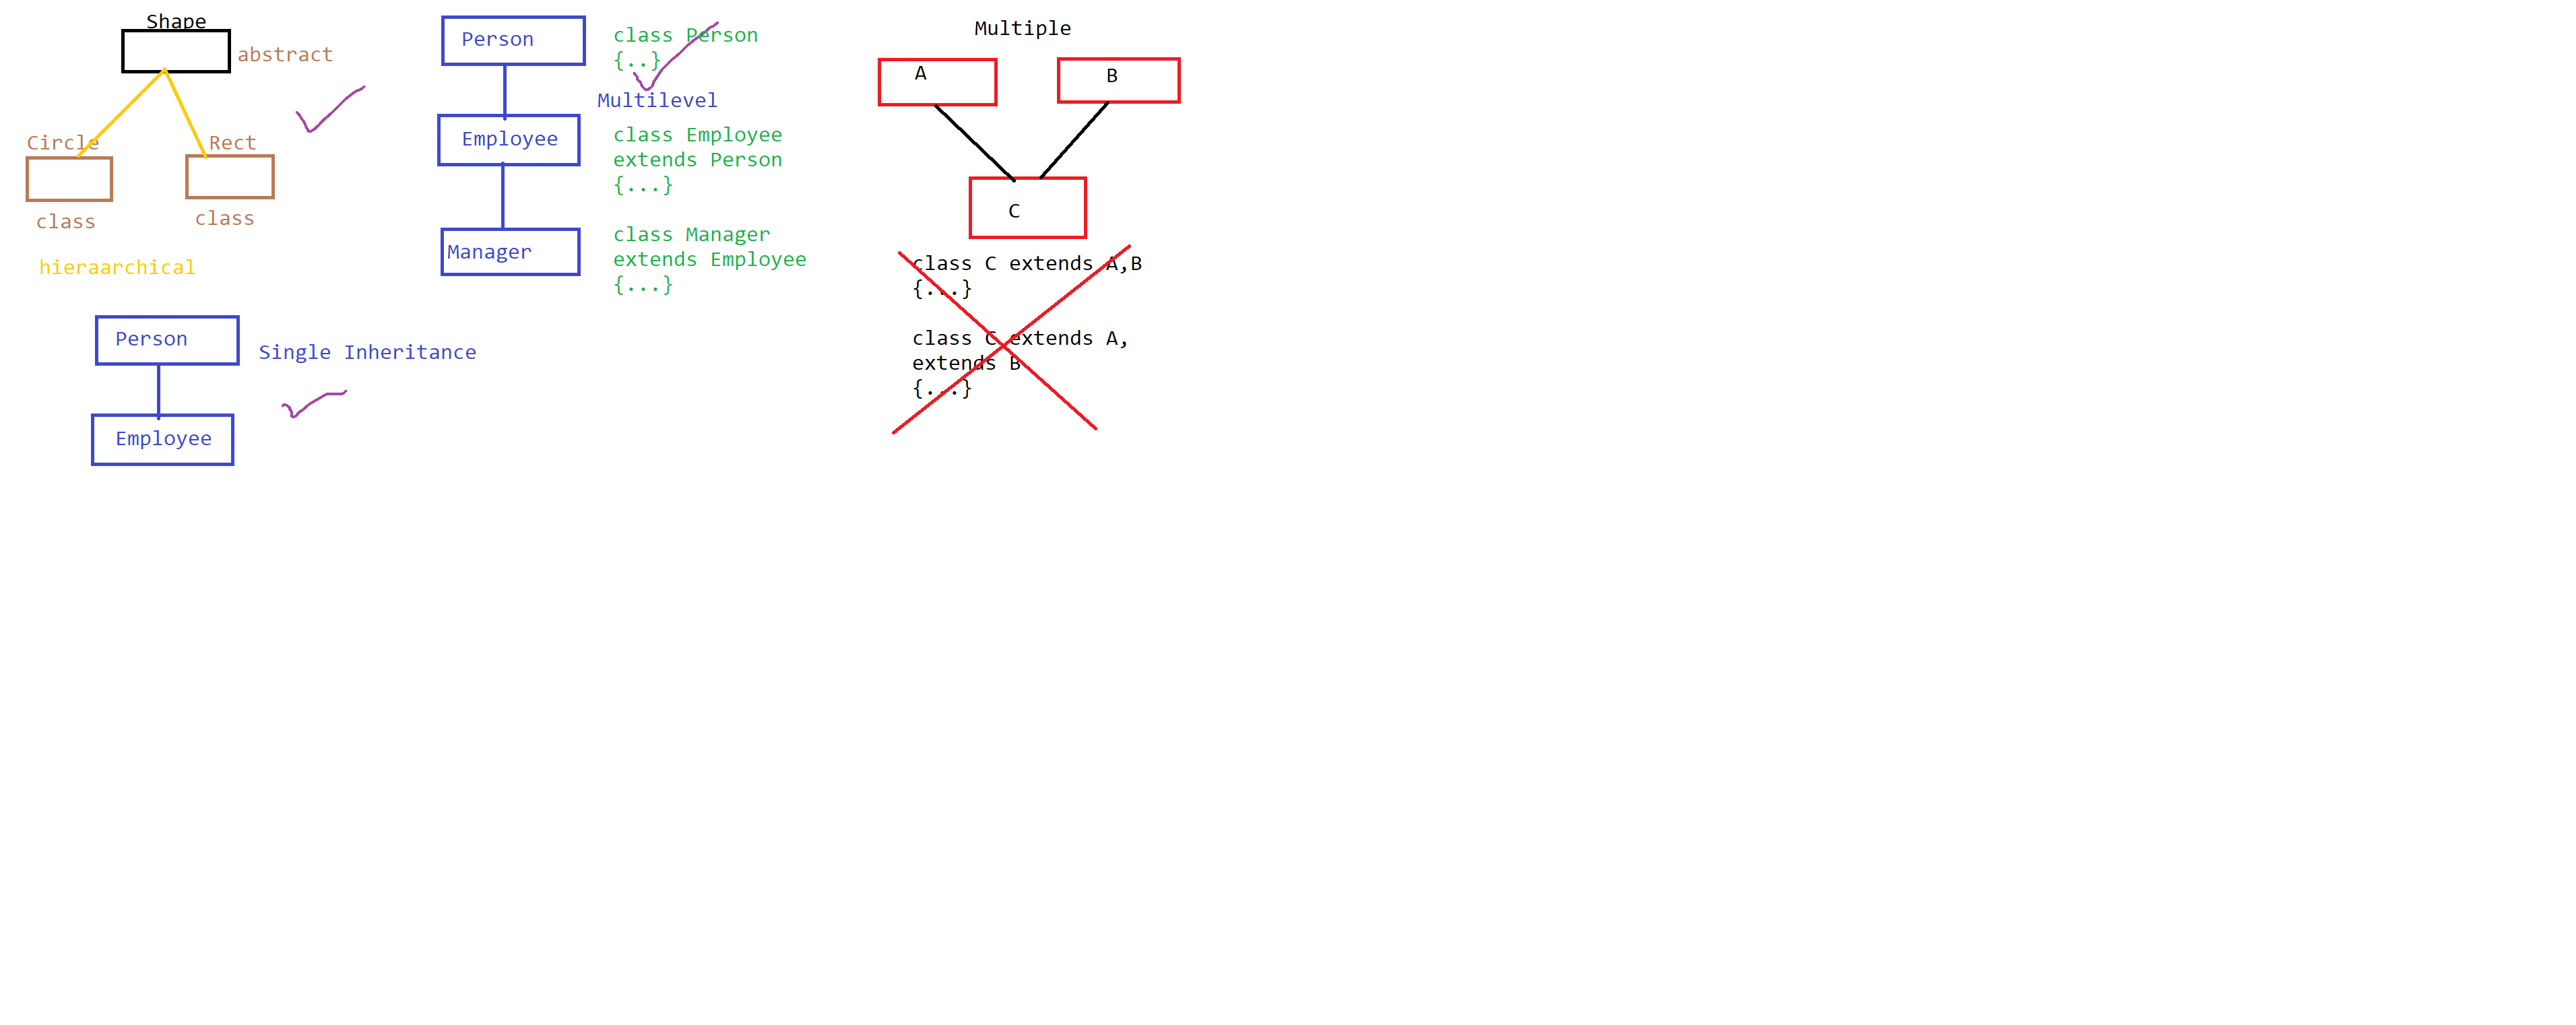 Shape
abstract
Circle
Rect
class
class
hieraarchical
Person
Single Inheritance
Employee
Person
class Person
{..}
Multilevel
Employee
class Employee
extends Person
{...}
Manager
class Manager
extends Employee
{...}
Multiple
A
B
C
class C extends A,B
{...}
class C extends A,
extends B
{...}